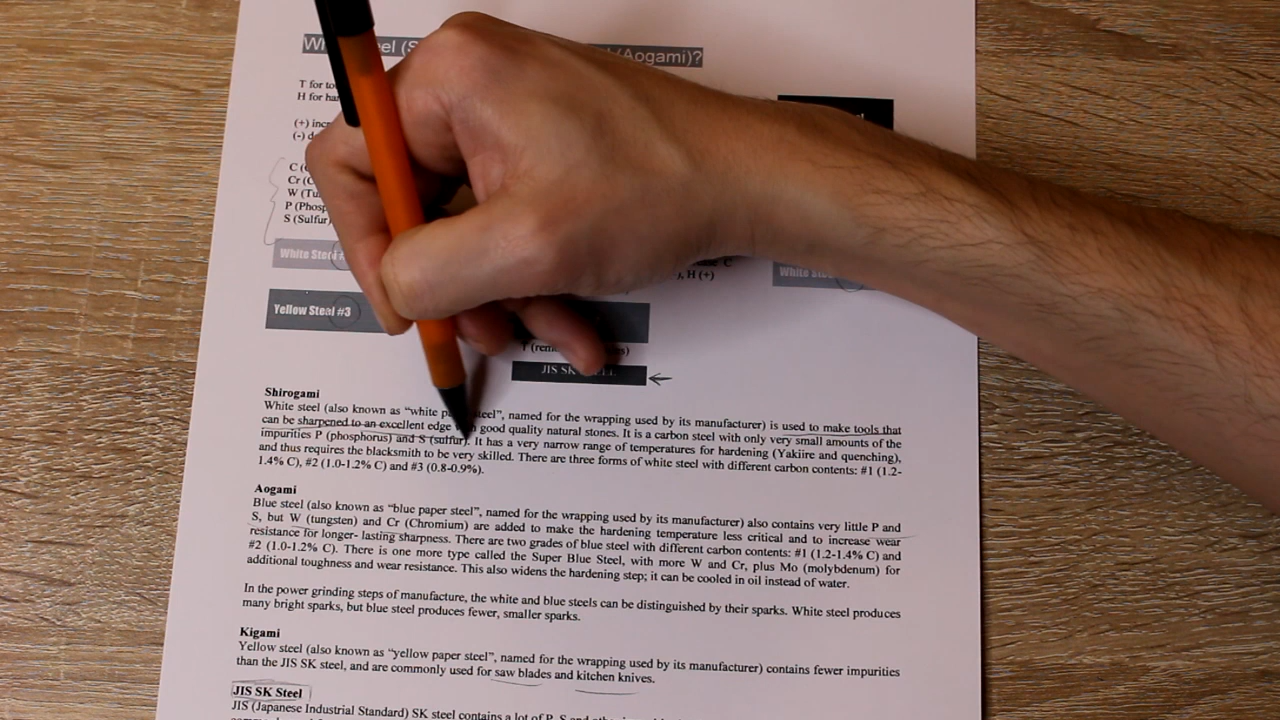 (Aogami)?
T for
H for
(+)
(-)
C
Cr
W
P
S (Sulfur)
C
H (+)
White Steel
White
Yellow Steel #3
T
JIS
Shirogami
White steel (also known as "white steel", named for the wrapping used by its manufacturer) is used to make tools that
can be sharpened to an excellent edge good quality natural stones. It is a carbon steel with only very small amounts of the
impurities P (phosphorus) and S (sulfur). It has a very narrow range of temperatures for hardening (Yakiire and quenching),
and thus requires the blacksmith to be very skilled. There are three forms of white steel with different carbon contents: #1 (1.2-
1.4% C), #2 (1.0-1.2% C) and #3 (0.8-0.9%).
Aogami
Blue steel (also known as "blue paper steel", named for the wrapping used by its manufacturer) also contains very little P and
S, but W (tungsten) and Cr (Chromium) are added to make the hardening temperature less critical and to increase wear
resistance for longer- lasting sharpness. There are two grades of blue steel with different carbon contents: #1 (1.2-1.4% C) and
#2 (1.0-1.2% C). There is one more type called the Super Blue Steel, with more W and Cr, plus Mo (molybdenum) for
additional toughness and wear resistance. This also widens the hardening step; it can be cooled in oil instead of water.
In the power grinding steps of manufacture, the white and blue steels can be distinguished by their sparks. White steel produces
many bright sparks, but blue steel produces fewer, smaller sparks.
Kigami
Yellow steel (also known as "yellow paper steel", named for the wrapping used by its manufacturer) contains fewer impurities
than the JIS SK steel, and are commonly used for saw blades and kitchen knives.
JIS SK Steel
JIS (Japanese Industrial Standard) SK steel contains a lot of P, S and